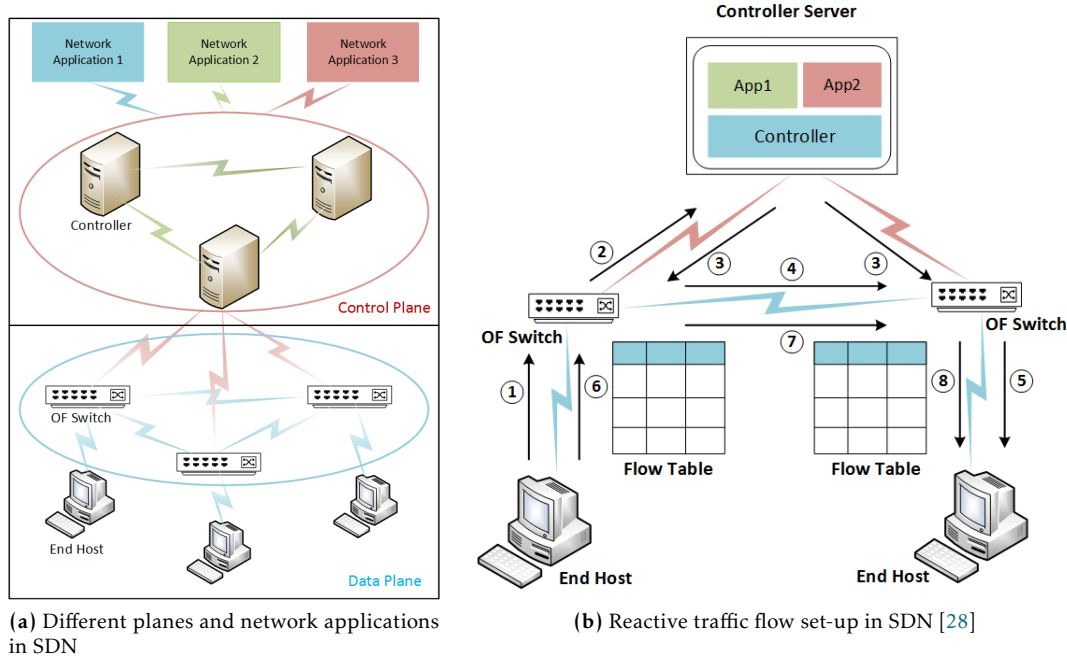 Network
Application 1
Network
Application 2
Network
Application 3
Controller
Control Plane
OF Switch
End Host
Data Plane
(a) Different planes and network applications
in SDN
Controller Server
App1
App2
Controller
2
3
4
3
OF Switch
OF Switch
7
1
6
8
5
Flow Table
Flow Table
End Host
End Host
(b) Reactive traffic flow set-up in SDN [28]